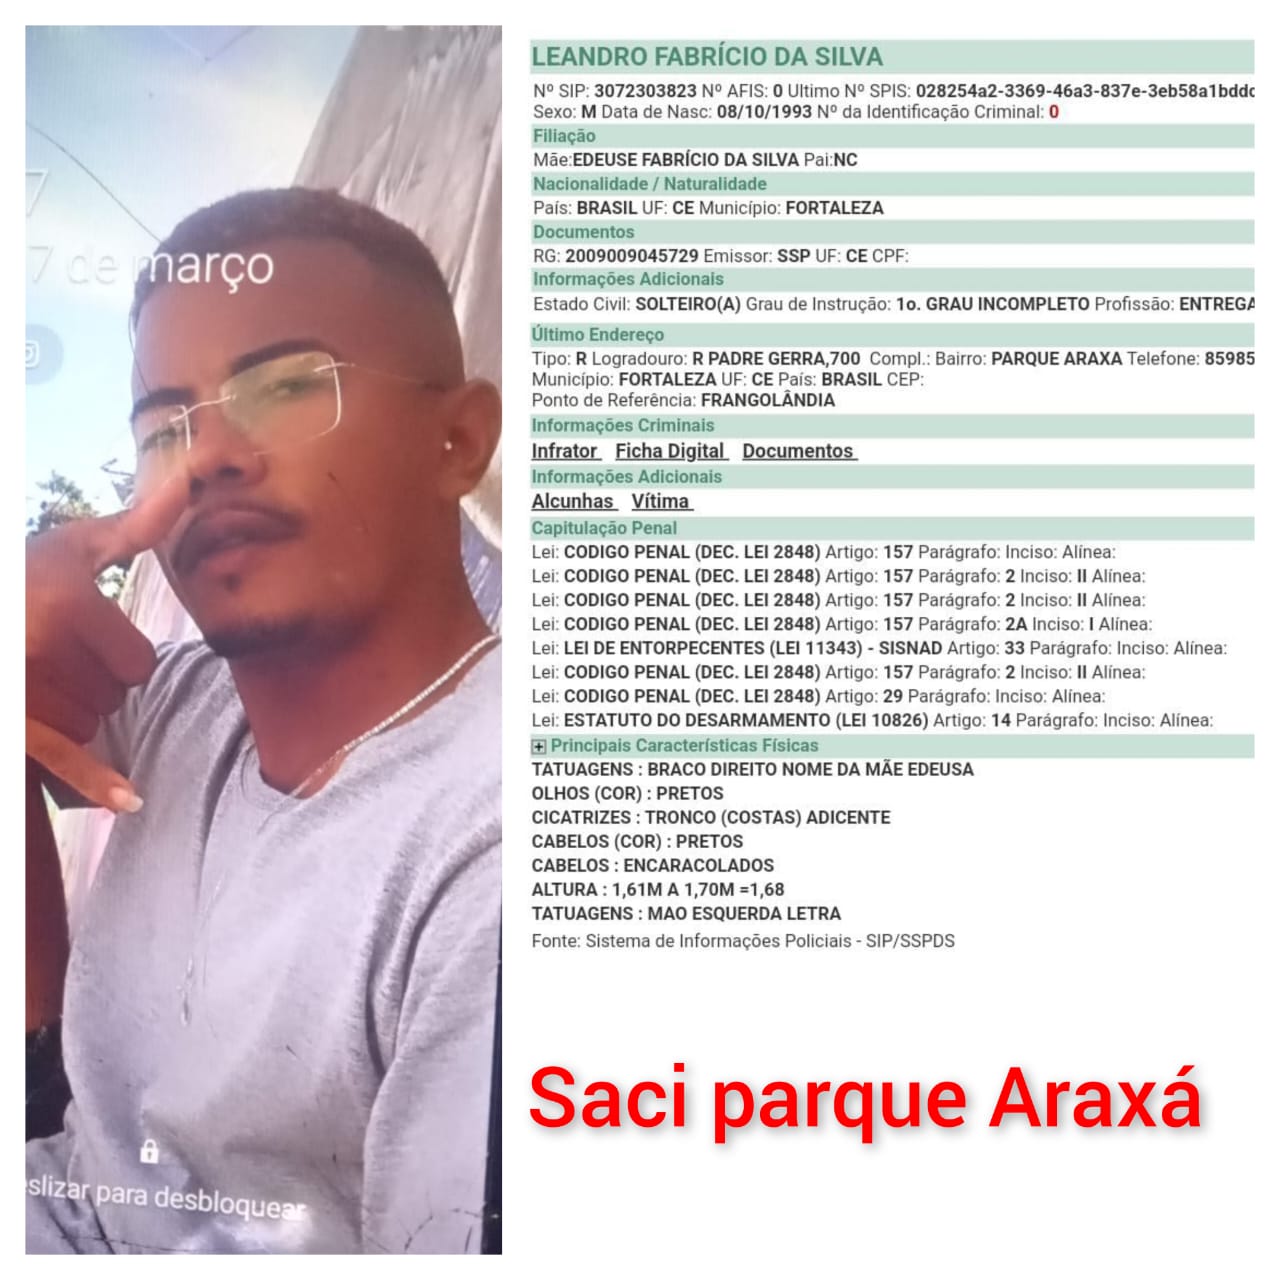 7
7 de março
eslizar para desbloquear
LEANDRO FABRÍCIO DA SILVA
Nº SIP: 3072303823 Nº AFIS: 0 Ultimo Nº SPIS: 028254a2-3369-46a3-837e-3eb58a1bddc
Sexo: M Data de Nasc: 08/10/1993 Nº da Identificação Criminal: 0
Filiação
Mãe:EDEUSE FABRÍCIO DA SILVA Pai:NC
Nacionalidade / Naturalidade
País: BRASIL UF: CE Município: FORTALEZA
Documentos
RG: 2009009045729 Emissor: SSP UF: CE CPF:
Informações Adicionais
Estado Civil: SOLTEIRO(A) Grau de Instrução: 1o. GRAU INCOMPLETO Profissão: ENTREGA
Último Endereço
Tipo: R Logradouro: R PADRE GERRA,700 Compl.: Bairro: PARQUE ARAXA Telefone: 85985
Município: FORTALEZA UF: CE País: BRASIL CEP:
Ponto de Referência: FRANGOLÂNDIA
Informações Criminais
Infrator Ficha Digital Documentos
Informações Adicionais
Alcunhas Vítima
Capitulação Penal
Lei: CODIGO PENAL (DEC. LEI 2848) Artigo: 157 Parágrafo: Inciso: Alínea:
Lei: CODIGO PENAL (DEC. LEI 2848) Artigo: 157 Parágrafo: 2 Inciso: II Alínea:
Lei: CODIGO PENAL (DEC. LEI 2848) Artigo: 157 Parágrafo: 2 Inciso: II Alínea:
Lei: CODIGO PENAL (DEC. LEI 2848) Artigo: 157 Parágrafo: 2A Inciso: I Alínea:
Lei: LEI DE ENTORPECENTES (LEI 11343) - SISNAD Artigo: 33 Parágrafo: Inciso: Alínea:
Lei: CODIGO PENAL (DEC. LEI 2848) Artigo: 157 Parágrafo: 2 Inciso: II Alínea:
Lei: CODIGO PENAL (DEC. LEI 2848) Artigo: 29 Parágrafo: Inciso: Alínea:
Lei: ESTATUTO DO DESARMAMENTO (LEI 10826) Artigo: 14 Parágrafo: Inciso: Alínea:
Principais Características Físicas
TATUAGENS : BRACO DIREITO NOME DA MÃE EDEUSA
OLHOS (COR) : PRETOS
CICATRIZES : TRONCO (COSTAS) ADICENTE
CABELOS (COR) : PRETOS
CABELOS : ENCARACOLADOS
ALTURA : 1,61M A 1,70M =1,68
TATUAGENS : MAO ESQUERDA LETRA
Fonte: Sistema de Informações Policiais - SIP/SSPDS
Saci parque Araxá